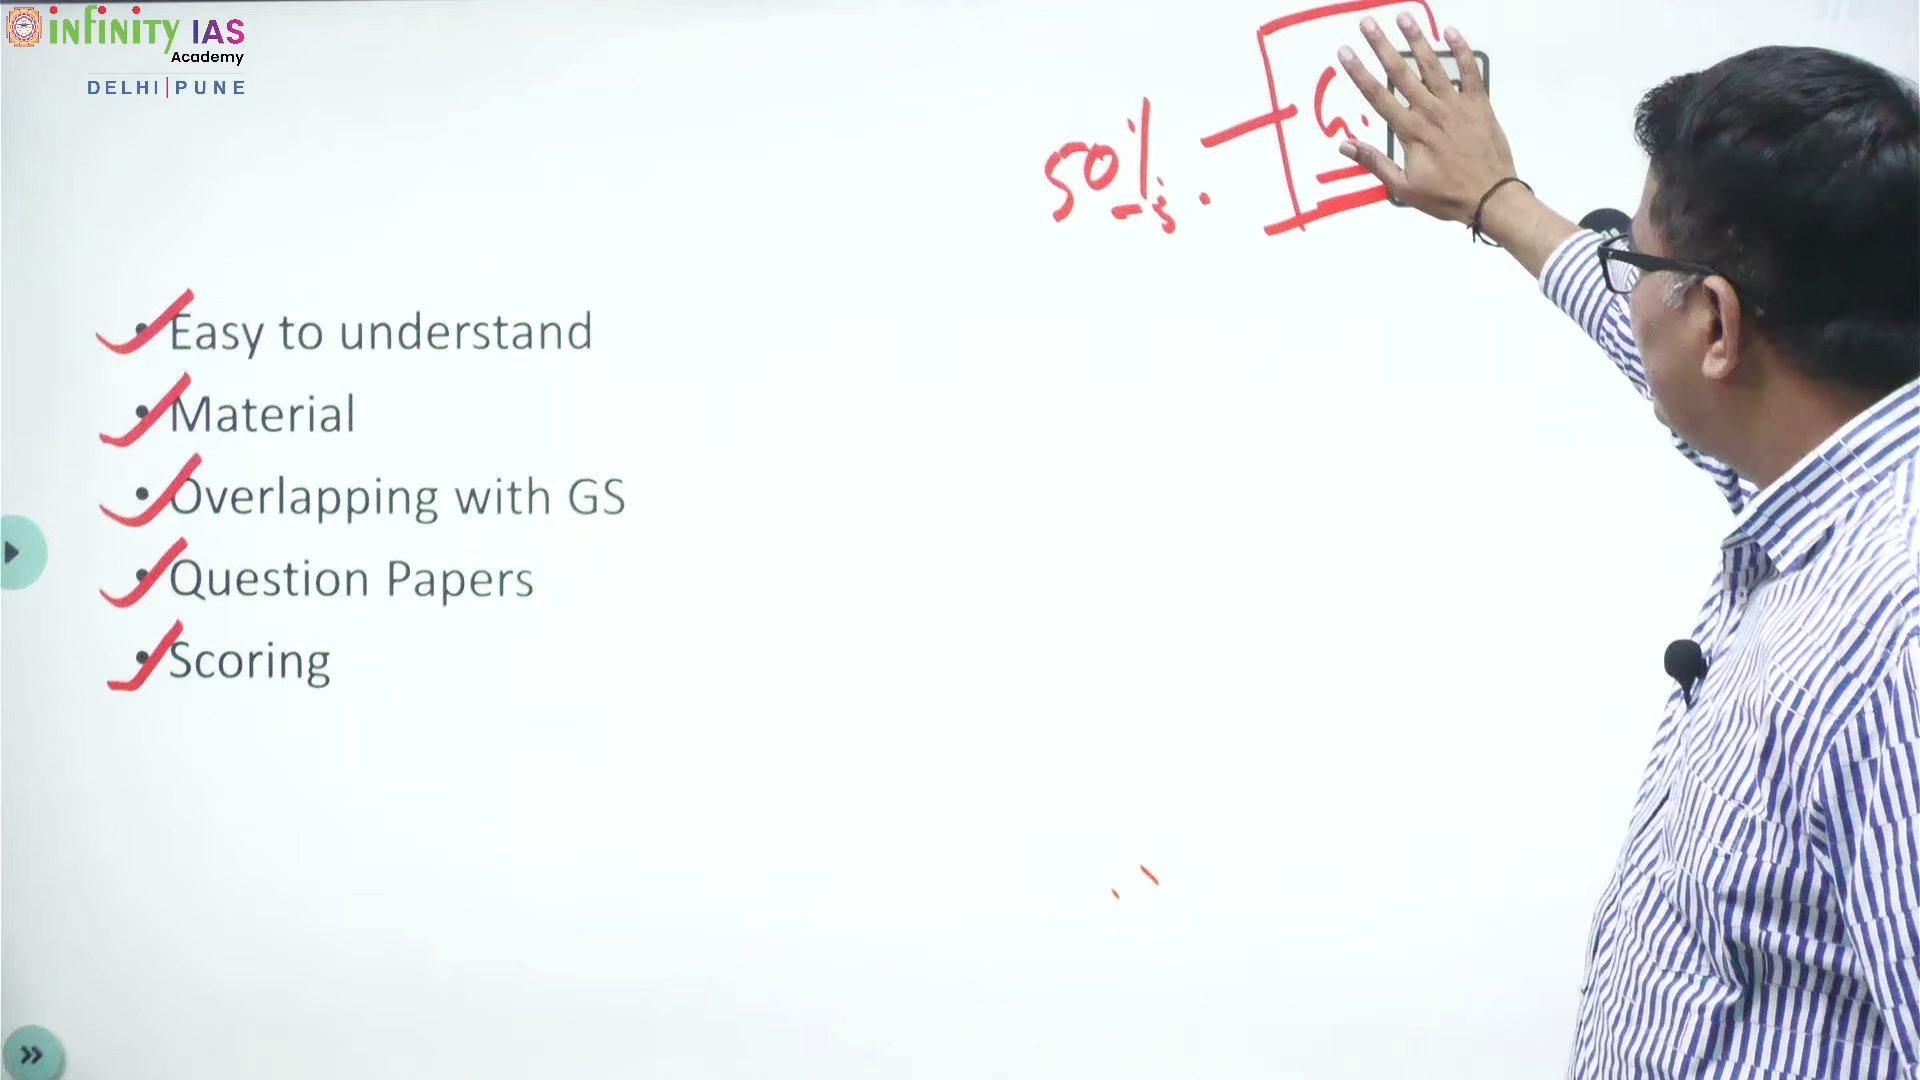 infinity IAS
Academy
DELHI|PUNE
50%
G.
• Easy to understand
• Material
• Overlapping with GS
• Question Papers
• Scoring